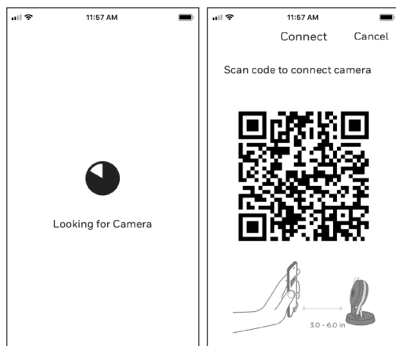 11:57 AM
Looking for Camera
11:57 AM
Connect Cancel
Scan code to connect camera
3.0 - 6.0 in